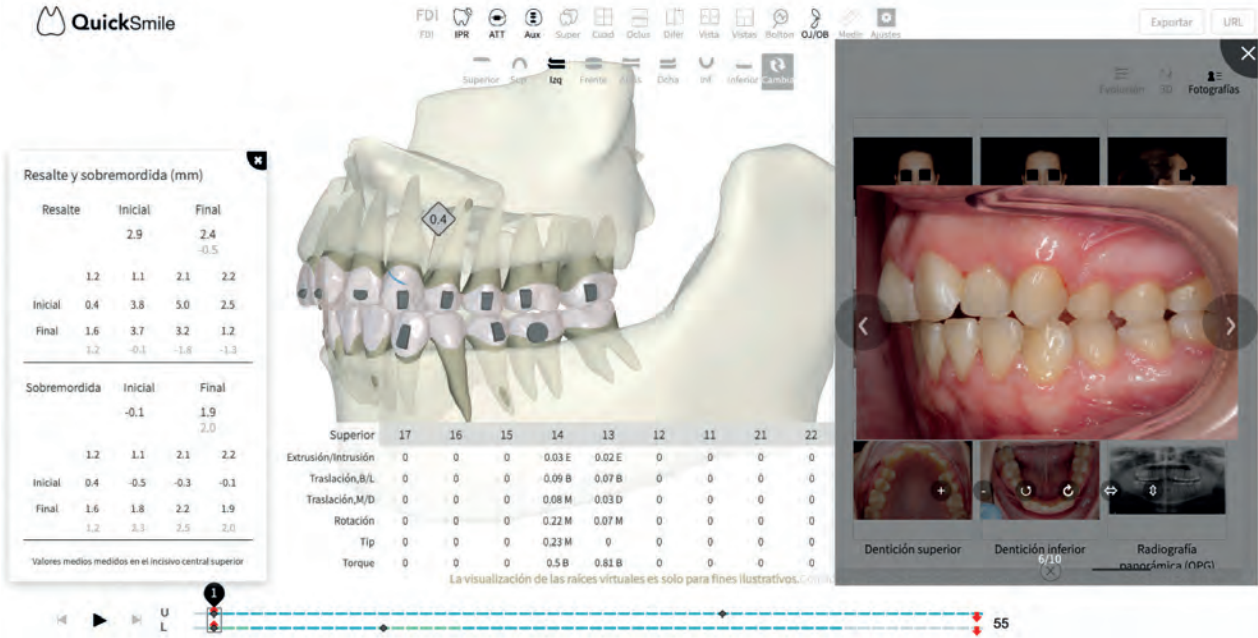 QuickSmile
FDI
FDI IPR ATT Aux Super Cuad Oclus Difer Vista Vistas Bolton OJ/OB Medir Ajustes
Exportar URL
Superior Sup Izq Frente Dcha Inf Inferior Cambia
Evolución 3D Fotografías
Resalte y sobremordida (mm)
Resalte Inicial Final
2.9 2.4
-0.5
1.2 1.1 2.1 2.2
Inicial 0.4 3.8 5.0 2.5
Final 1.6 3.7 3.2 1.2
1.2 -0.1 -1.8 -1.3
Sobremordida Inicial Final
-0.1 1.9
2.0
1.2 1.1 2.1 2.2
Inicial 0.4 -0.5 -0.3 -0.1
Final 1.6 1.8 2.2 1.9
1.2 2.3 2.5 2.0
Valores medios medidos en el incisivo central superior
0.4
Superior 17 16 15 14 13 12 11 21 22
Extrusión/Intrusión 0 0 0 0.03 E 0.02 E 0 0 0 0
Traslación,B/L 0 0 0 0.09 B 0.07 B 0 0 0 0
Traslación,M/D 0 0 0 0.08 M 0.03 D 0 0 0 0
Rotación 0 0 0 0.22 M 0.07 M 0 0 0 0
Tip 0 0 0 0.23 M 0 0 0 0 0
Torque 0 0 0 0.5 B 0.81 B 0 0 0 0
La visualización de las raíces virtuales es solo para fines ilustrativos.
Dentición superior
Dentición inferior
Radiografía
panorámica (OPG)
6/10
1
U
L
55